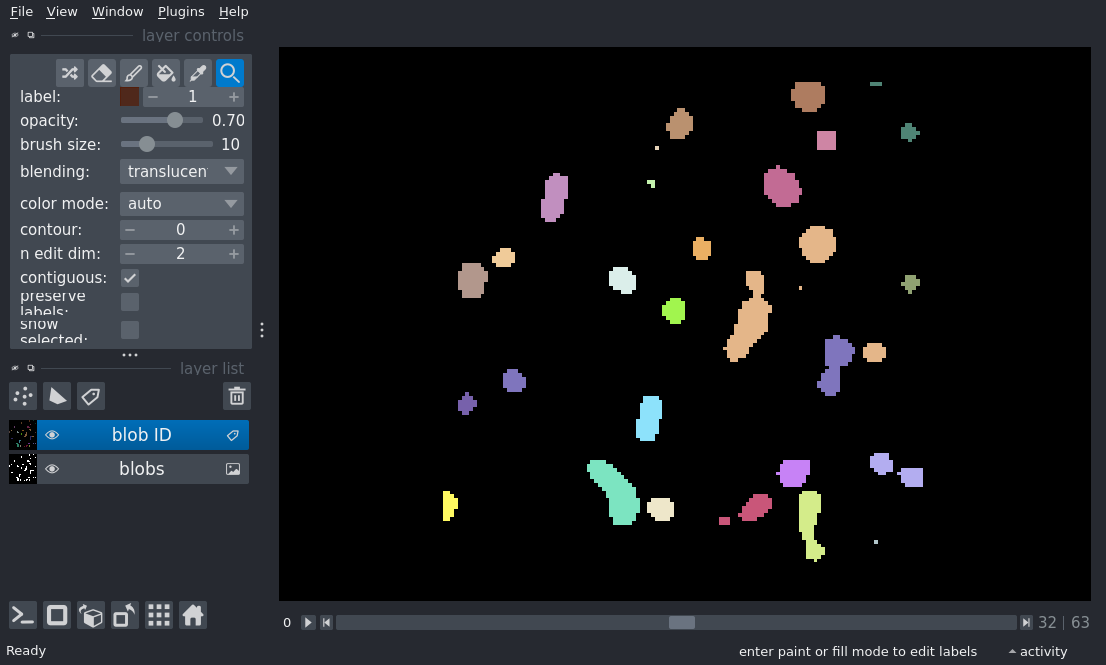 File View Window Plugins Help
layer controls
label: 1
opacity: 0.70
brush size: 10
blending: translucen
color mode: auto
contour: 0
n edit dim: 2
contiguous:
preserve
labels:
show
selected:
layer list
blob ID
blobs
0 32 | 63
Ready enter paint or fill mode to edit labels activity